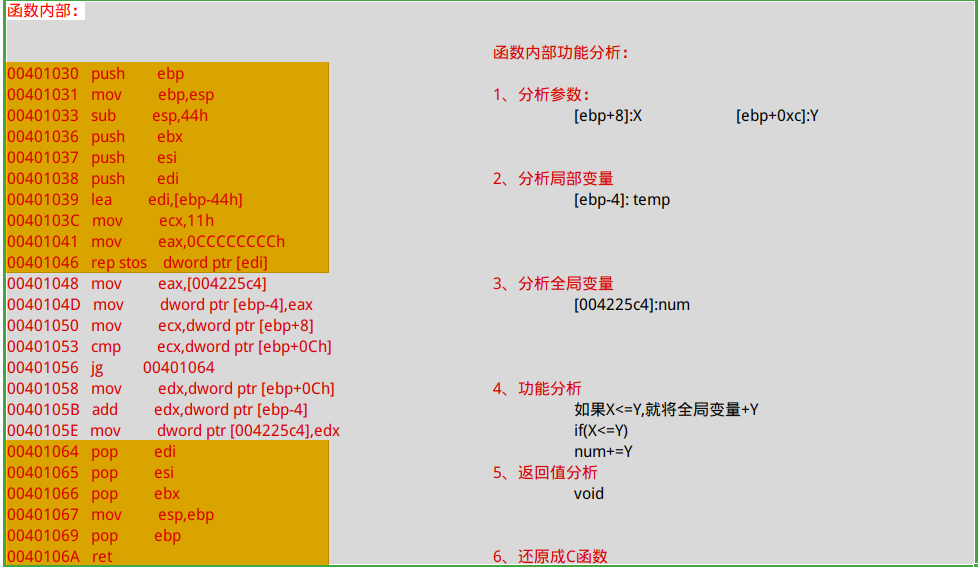 函数内部：
函数内部功能分析：
00401030 push ebp
00401031 mov ebp,esp
1、分析参数：
00401033 sub esp,44h
[ebp+8]:X [ebp+0xc]:Y
00401036 push ebx
00401037 push esi
00401038 push edi
2、分析局部变量
00401039 lea edi,[ebp-44h]
[ebp-4]: temp
0040103C mov ecx,11h
00401041 mov eax,0CCCCCCCCh
00401046 rep stos dword ptr [edi]
00401048 mov eax,[004225c4]
3、分析全局变量
0040104D mov dword ptr [ebp-4],eax
[004225c4]:num
00401050 mov ecx,dword ptr [ebp+8]
00401053 cmp ecx,dword ptr [ebp+0Ch]
00401056 jg 00401064
00401058 mov edx,dword ptr [ebp+0Ch]
4、功能分析
0040105B add edx,dword ptr [ebp-4]
如果X<=Y,就将全局变量+Y
0040105E mov dword ptr [004225c4],edx
if(X<=Y)
00401064 pop edi
num+=Y
00401065 pop esi
5、返回值分析
00401066 pop ebx
void
00401067 mov esp,ebp
00401069 pop ebp
0040106A ret
6、还原成C函数